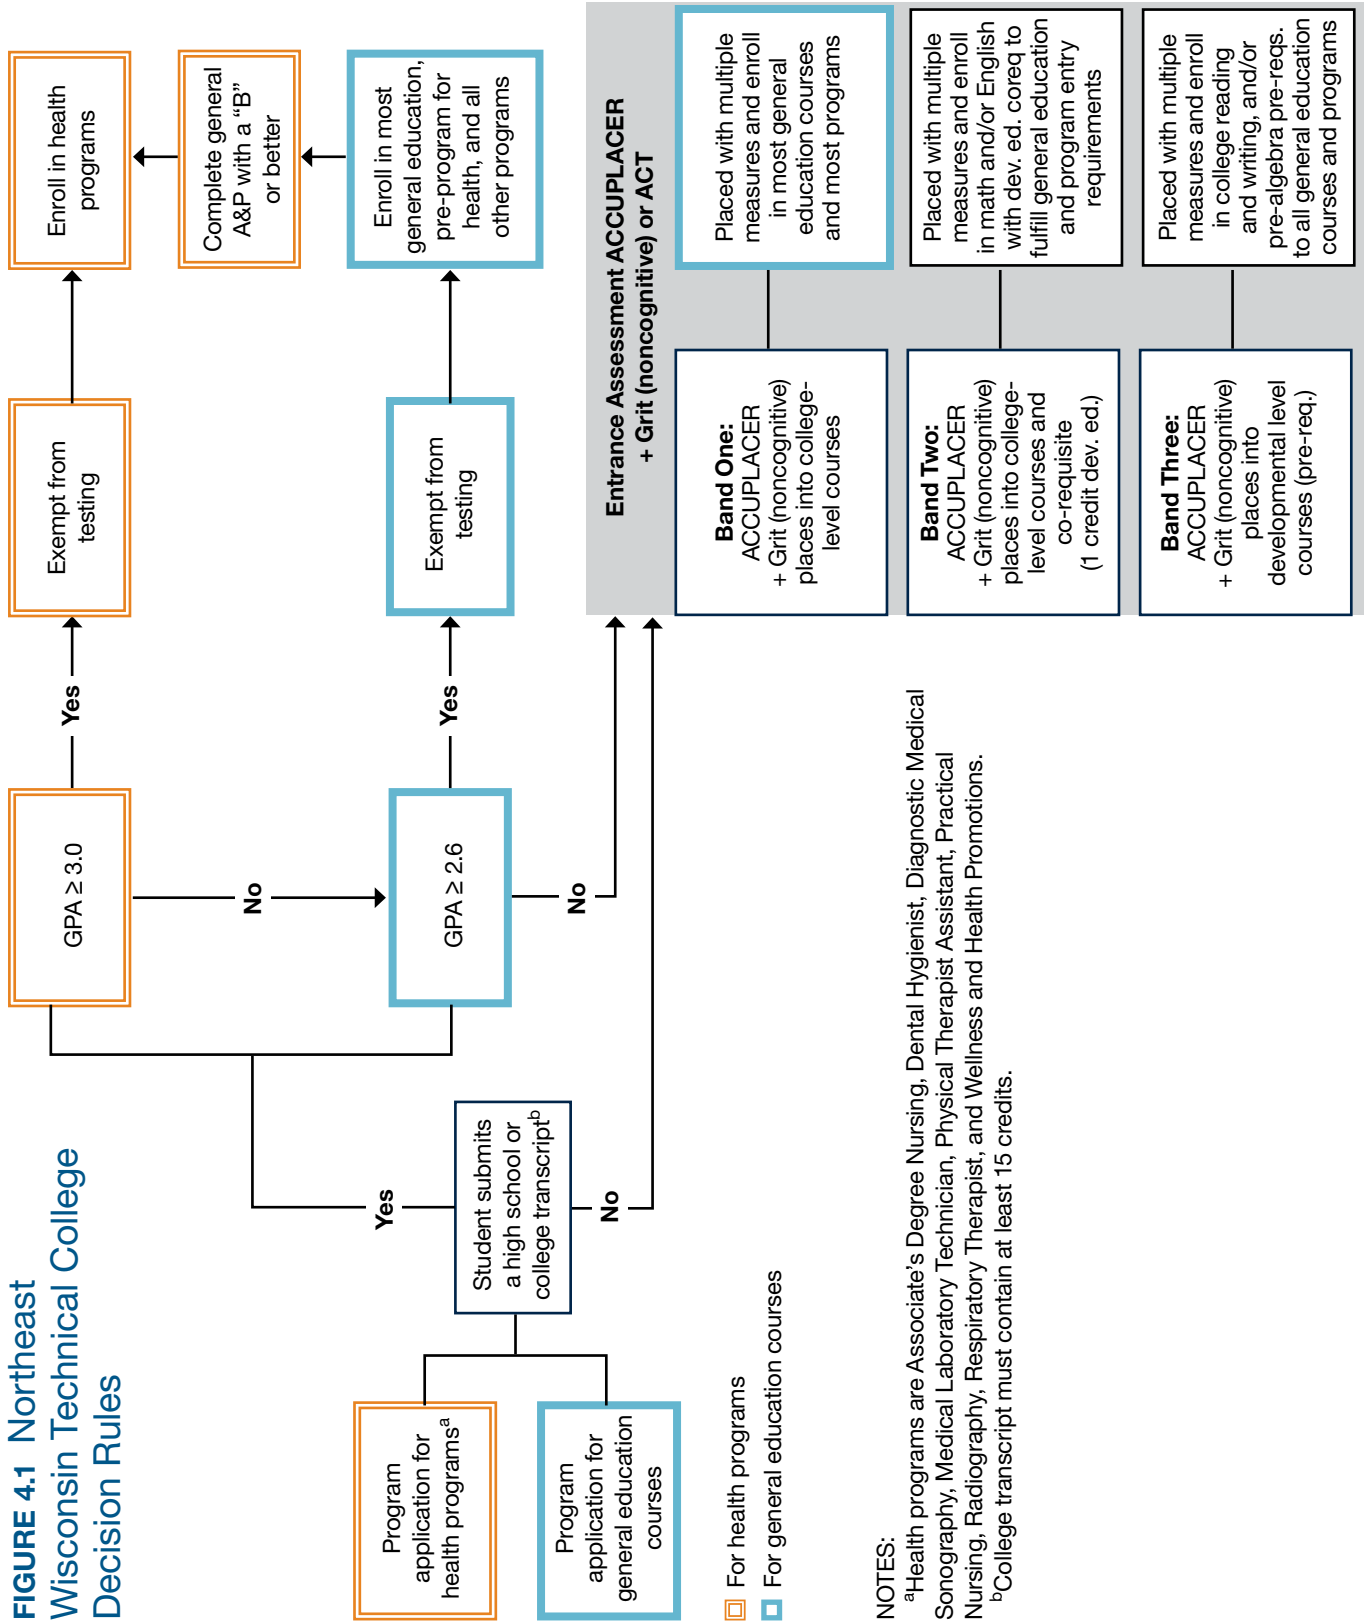 FIGURE 4.1 Northeast
Wisconsin Technical College
Decision Rules
Program
application for
health programsa
Program
application for
general education
courses
For health programs
For general education courses
Student submits
a high school or
college transcriptb
Yes
No
GPA ≥ 3.0
No
GPA ≥ 2.6
No
Yes
Yes
Exempt from
testing
Exempt from
testing
Enroll in health
programs
Complete general
A&P with a “B”
or better
Enroll in most
general education,
pre-program for
health, and all
other programs
Entrance Assessment ACCUPLACER
+ Grit (noncognitive) or ACT
Band One:
ACCUPLACER
+ Grit (noncognitive)
places into college-
level courses
Placed with multiple
measures and enroll
in most general
education courses
and most programs
Band Two:
ACCUPLACER
+ Grit (noncognitive)
places into college-
level courses and
co-requisite
(1 credit dev. ed.)
Placed with multiple
measures and enroll
in math and/or English
with dev. ed. coreq to
fulfill general education
and program entry
requirements
Band Three:
ACCUPLACER
+ Grit (noncognitive)
places into
developmental level
courses (pre-req.)
Placed with multiple
measures and enroll
in college reading
and writing, and/or
pre-algebra pre-reqs.
to all general education
courses and programs
NOTES:
aHealth programs are Associate’s Degree Nursing, Dental Hygienist, Diagnostic Medical
Sonography, Medical Laboratory Technician, Physical Therapist Assistant, Practical
Nursing, Radiography, Respiratory Therapist, and Wellness and Health Promotions.
bCollege transcript must contain at least 15 credits.